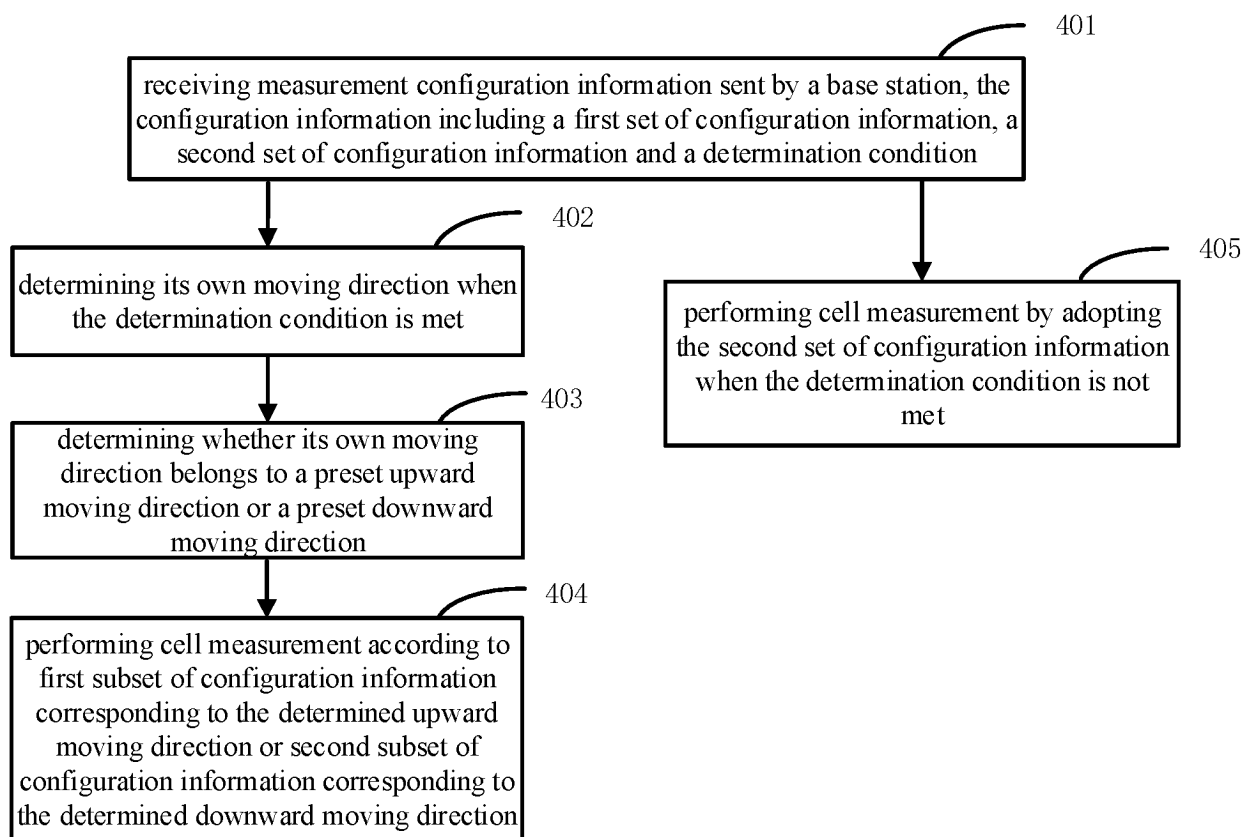 401
receiving measurement configuration information sent by a base station, the
configuration information including a first set of configuration information, a
second set of configuration information and a determination condition
402
determining its own moving direction when
the determination condition is met
403
determining whether its own moving
direction belongs to a preset upward
moving direction or a preset downward
moving direction
404
performing cell measurement according to
first subset of configuration information
corresponding to the determined upward
moving direction or second subset of
configuration information corresponding to
the determined downward moving direction
405
performing cell measurement by adopting
the second set of configuration information
when the determination condition is not
met